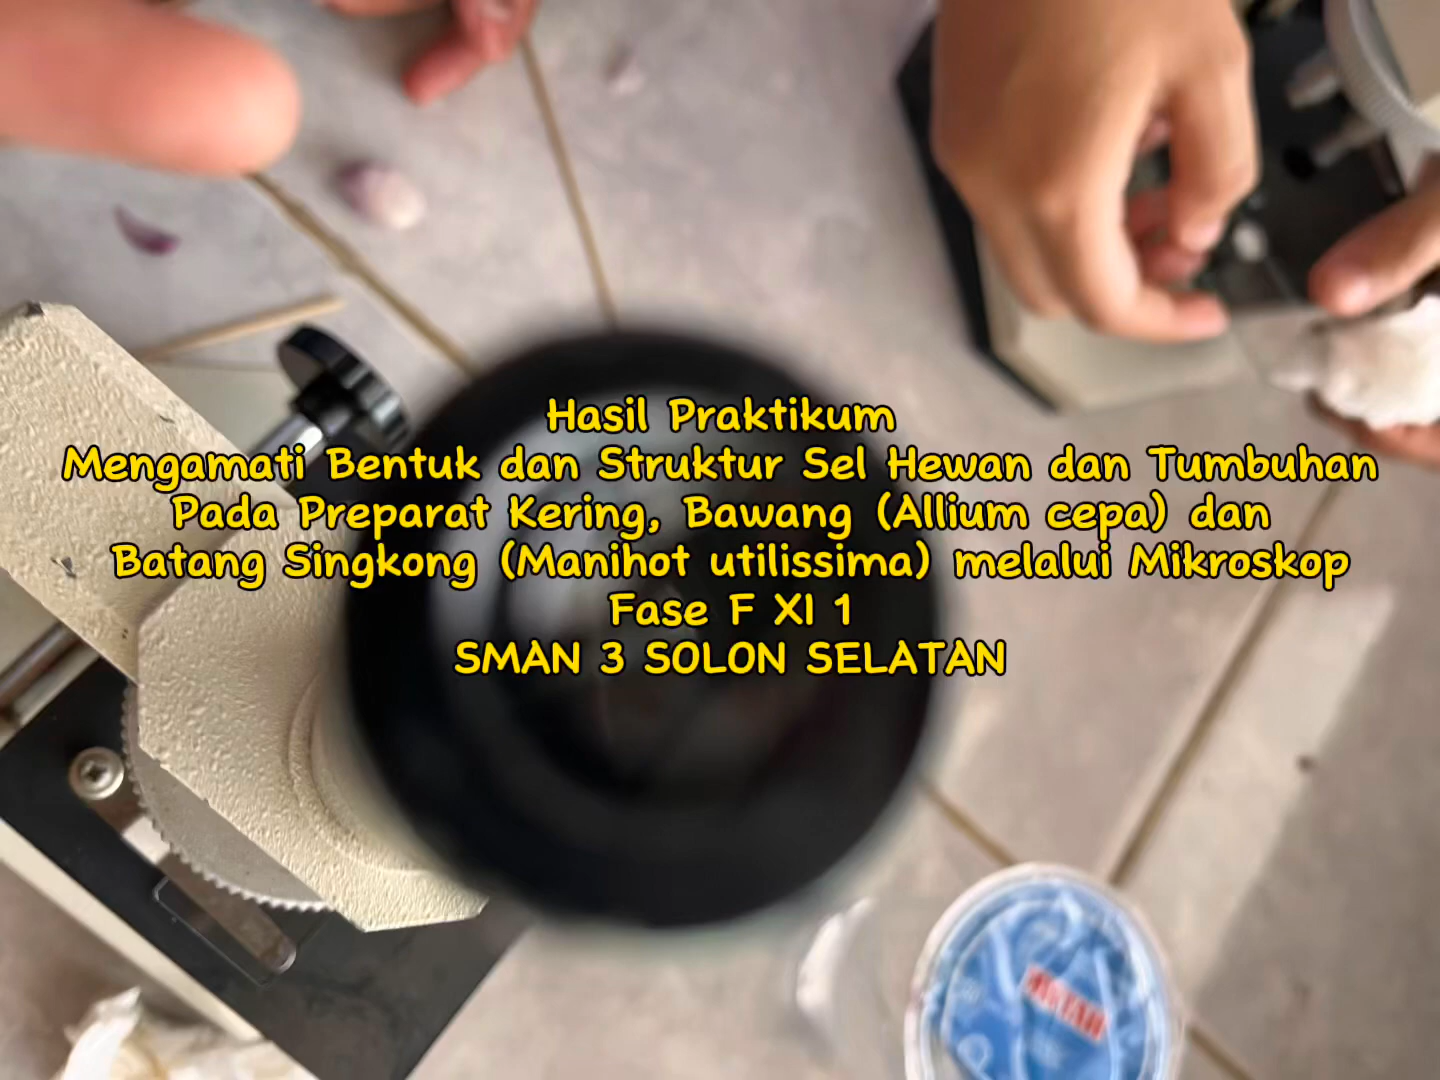 Hasil Praktikum
Mengamati Bentuk dan Struktur Sel Hewan dan Tumbuhan
Pada Preparat Kering, Bawang (Allium cepa) dan
Batang Singkong (Manihot utilissima) melalui Mikroskop
Fase F XI 1
SMAN 3 SOLON SELATAN